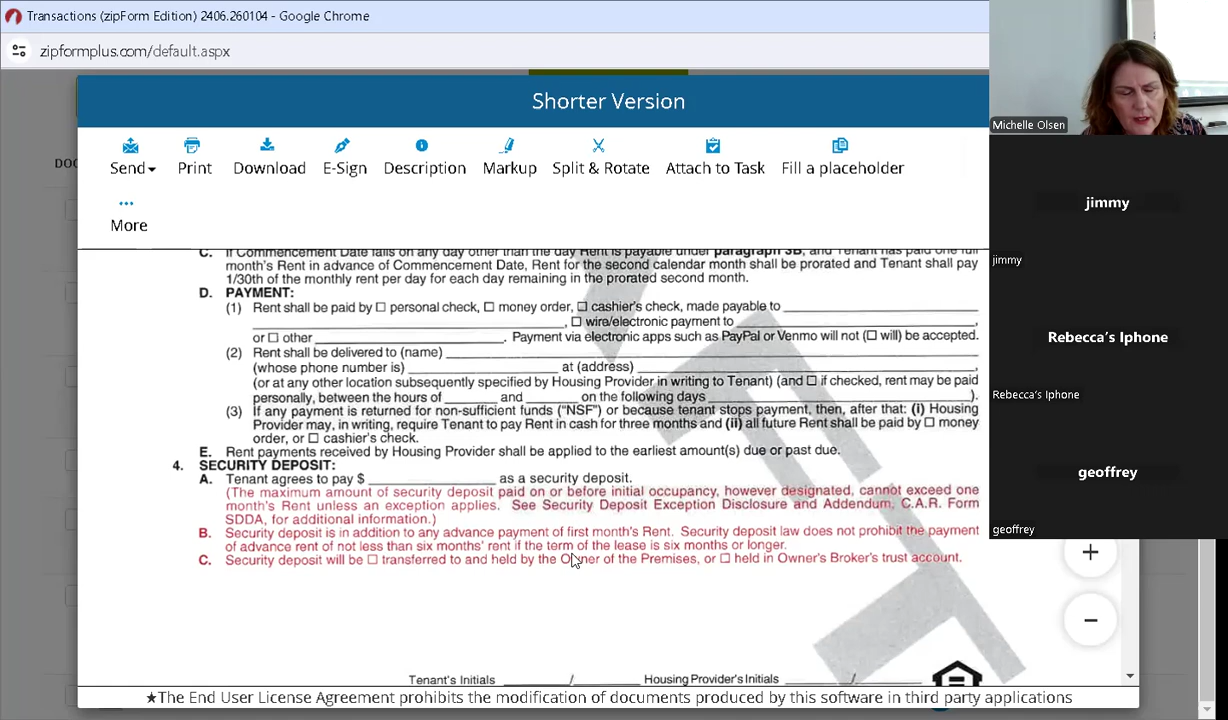 Transactions (zipForm Edition) 2406.260104 - Google Chrome
zipformplus.com/default.aspx
Shorter Version
Send
Print
Download
E-Sign
Description
Markup
Split & Rotate
Attach to Task
Fill a placeholder
More
C. If Commencement Date falls on any day other than the day Rent is payable under paragraph 3B, and Tenant has paid one full
month's Rent in advance of Commencement Date, Rent for the second calendar month shall be prorated and Tenant shall pay
1/30th of the monthly rent per day for each day remaining in the prorated second month.
D. PAYMENT:
(1) Rent shall be paid by ☐ personal check, ☐ money order, ☐ cashier's check, made payable to ____
____, ☐ wire/electronic payment to ____,
or ☐ other ____. Payment via electronic apps such as PayPal or Venmo will not (☐ will) be accepted.
(2) Rent shall be delivered to (name) ____
(whose phone number is) ____ at (address) ____,
(or at any other location subsequently specified by Housing Provider in writing to Tenant) (and ☐ if checked, rent may be paid
personally, between the hours of ____ and ____ on the following days ____).
(3) If any payment is returned for non-sufficient funds ("NSF") or because tenant stops payment, then, after that: (i) Housing
Provider may, in writing, require Tenant to pay Rent in cash for three months and (ii) all future Rent shall be paid by ☐ money
order, or ☐ cashier's check.
E. Rent payments received by Housing Provider shall be applied to the earliest amount(s) due or past due.
4. SECURITY DEPOSIT:
A. Tenant agrees to pay $ ____ as a security deposit.
(The maximum amount of security deposit paid on or before initial occupancy, however designated, cannot exceed one
month's Rent unless an exception applies. See Security Deposit Exception Disclosure and Addendum, C.A.R. Form
SDDA, for additional information.)
B. Security deposit is in addition to any advance payment of first month's Rent. Security deposit law does not prohibit the payment
of advance rent of not less than six months' rent if the term of the lease is six months or longer.
C. Security deposit will be ☐ transferred to and held by the Owner of the Premises, or ☐ held in Owner's Broker's trust account.
Tenant's Initials ____/____ Housing Provider's Initials ____/____
★The End User License Agreement prohibits the modification of documents produced by this software in third party applications
Michelle Olsen
jimmy
jimmy
Rebecca's Iphone
Rebecca's Iphone
geoffrey
geoffrey